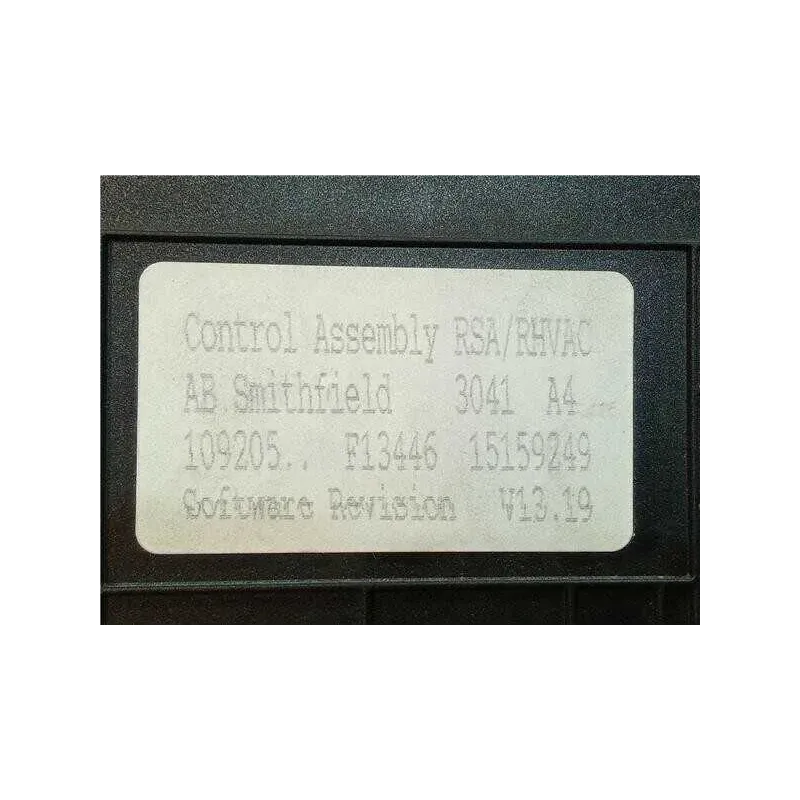 Control Assembly RSA/RHVAC
AB Smithfield 3041 A4
109205.. F13446 15159249
Software Revision V13.19